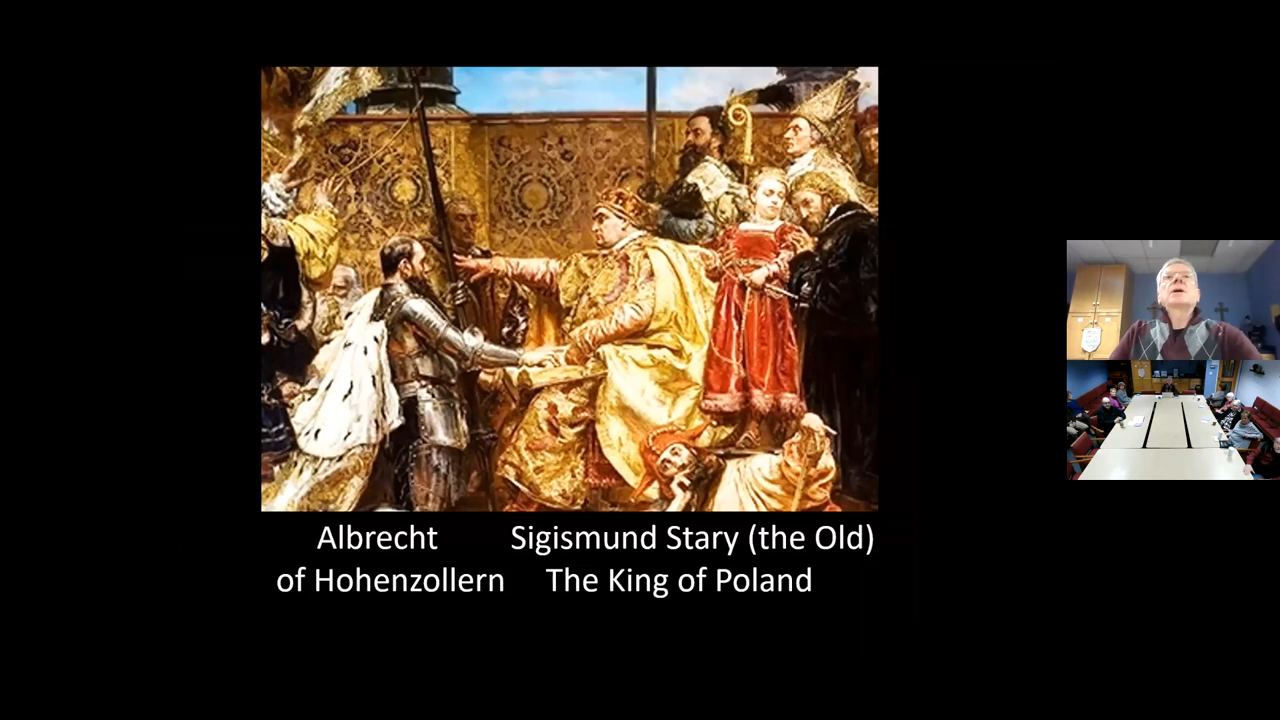 Albrecht Sigismund Stary (the Old)
of Hohenzollern The King of Poland